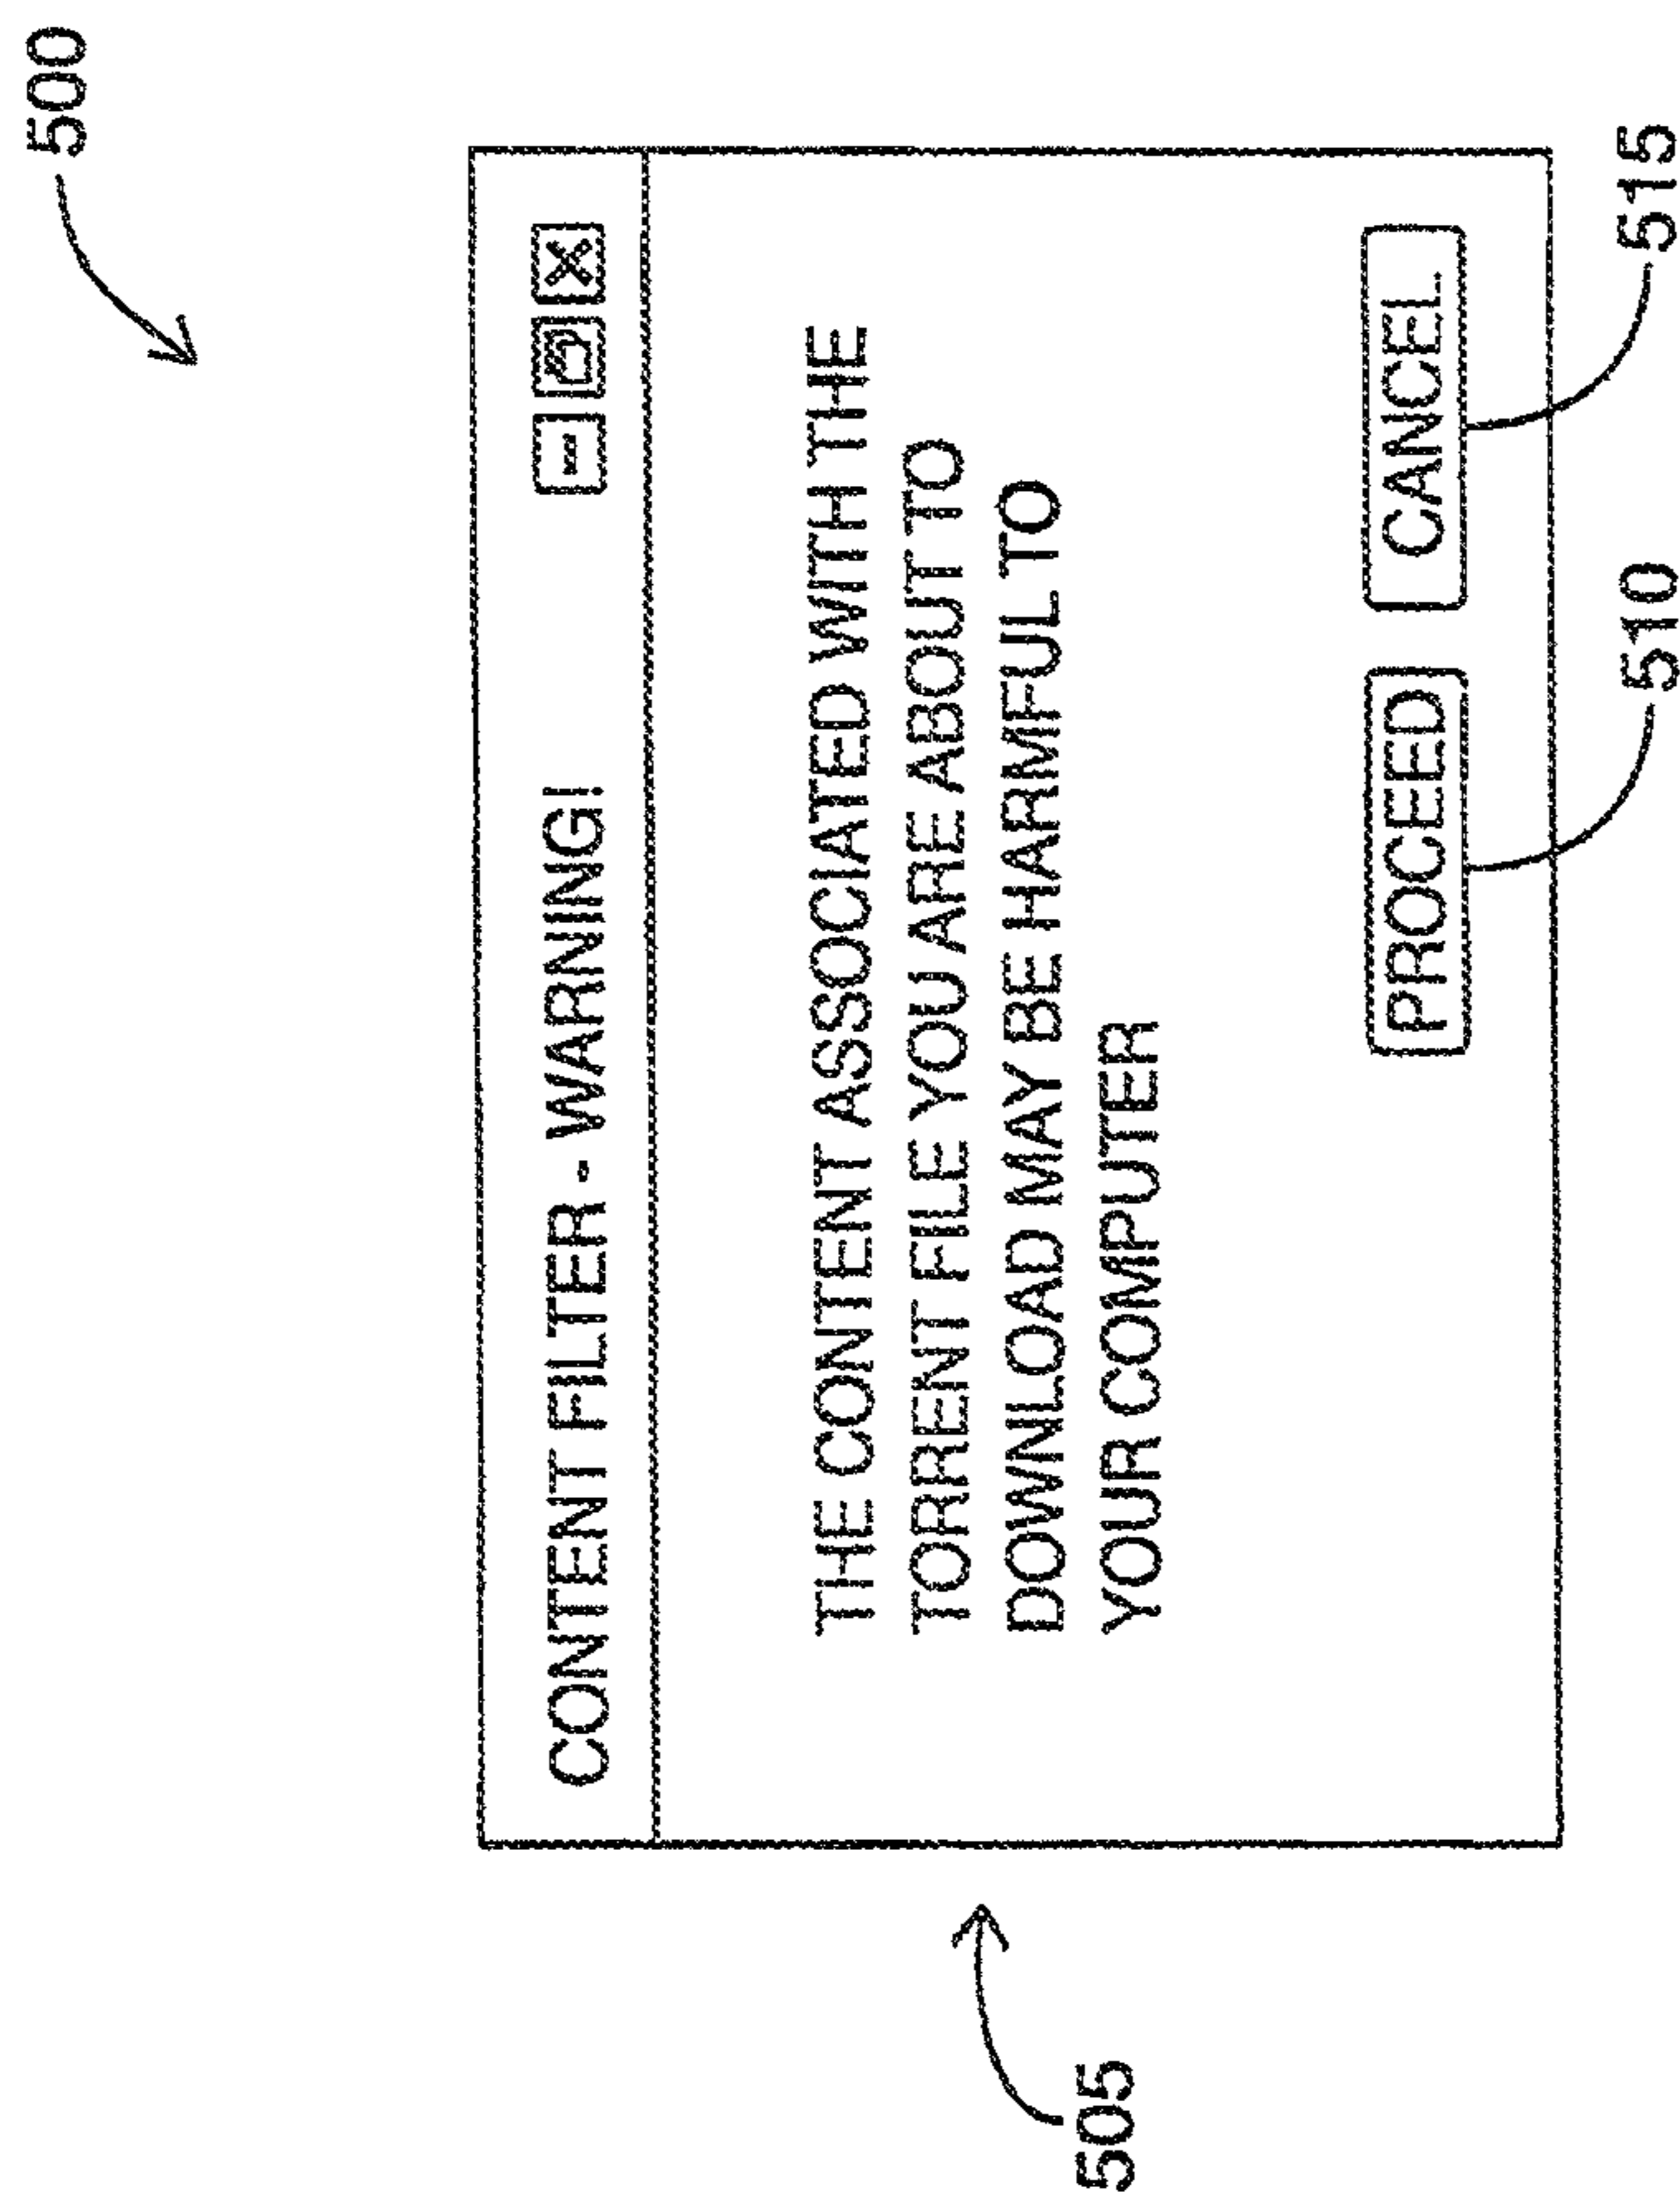 500
CONTENT FILTER - WARNING!
THE CONTENT ASSOCIATED WITH THE
TORRENT FILE YOU ARE ABOUT TO
DOWNLOAD MAY BE HARMFUL TO
YOUR COMPUTER
505
PROCEED
CANCEL
510
515